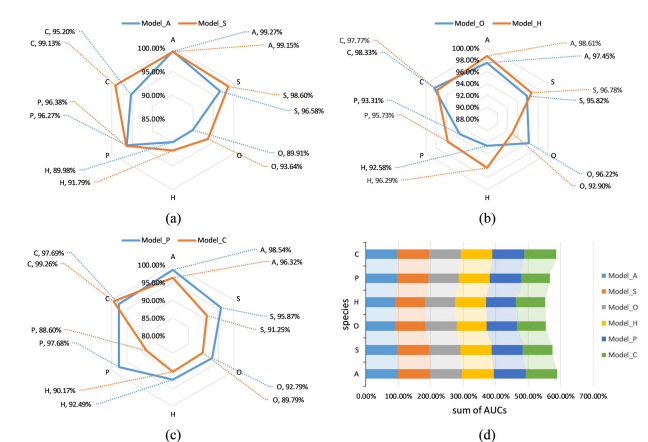 (a)
Model_A Model_S
C, 95.20%
C, 99.13%
A
A, 99.27%
A, 99.15%
100.00%
95.00%
90.00%
85.00%
C
S
S, 98.60%
S, 96.58%
P, 96.38%
P, 96.27%
P
O
O, 89.91%
O, 93.64%
H, 89.98%
H, 91.79%
H
(a)
(b)
Model_O Model_H
C, 97.77%
C, 98.33%
A
A, 98.61%
A, 97.45%
100.00%
98.00%
96.00%
94.00%
92.00%
90.00%
88.00%
C
S
S, 96.78%
S, 95.82%
P, 93.31%
P, 95.73%
P
O
H, 92.58%
H, 96.29%
O, 96.22%
O, 92.90%
H
(b)
Model_P Model_C
C, 97.69%
C, 99.26%
A
A, 98.54%
A, 96.32%
100.00%
95.00%
90.00%
85.00%
80.00%
C
S
S, 95.87%
S, 91.25%
P, 88.60%
P, 97.68%
P
O
O, 92.79%
O, 89.79%
H, 90.17%
H, 92.49%
H
(c)
species
C
P
H
O
S
A
0.00% 100.00% 200.00% 300.00% 400.00% 500.00% 600.00% 700.00%
sum of AUCs
Model_A
Model_S
Model_O
Model_H
Model_P
Model_C
(d)